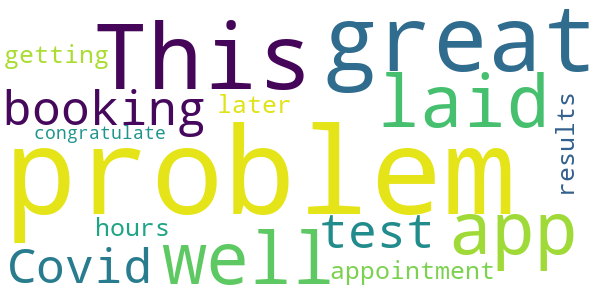 This great
getting
booking later laid
congratulate results
problem
hours test app
Covid well appointment